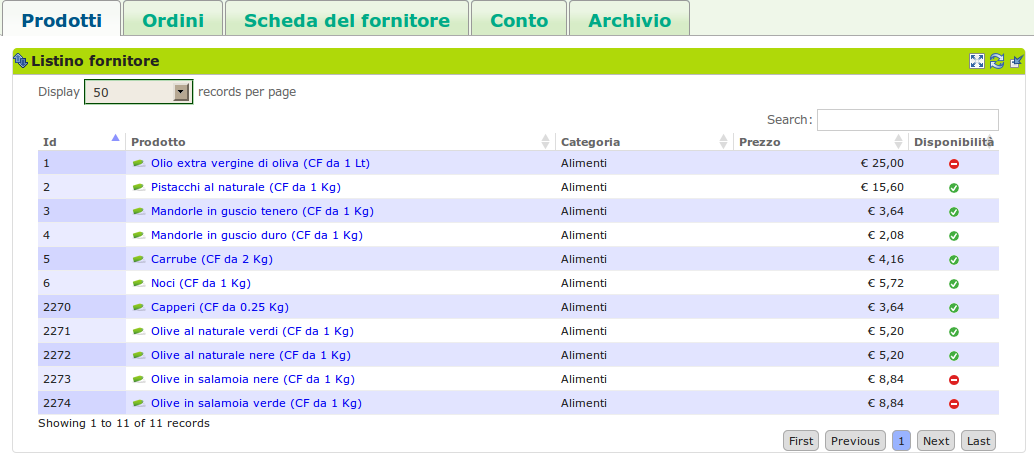 Prodotti Ordini Scheda del fornitore Conto Archivio
Listino fornitore
Display 50 records per page
Search:
Id Prodotto Categoria Prezzo Disponibilità
1 Olio extra vergine di oliva (CF da 1 Lt) Alimenti € 25,00
2 Pistacchi al naturale (CF da 1 Kg) Alimenti € 15,60
3 Mandorle in guscio tenero (CF da 1 Kg) Alimenti € 3,64
4 Mandorle in guscio duro (CF da 1 Kg) Alimenti € 2,08
5 Carrube (CF da 2 Kg) Alimenti € 4,16
6 Noci (CF da 1 Kg) Alimenti € 5,72
2270 Capperi (CF da 0.25 Kg) Alimenti € 3,64
2271 Olive al naturale verdi (CF da 1 Kg) Alimenti € 5,20
2272 Olive al naturale nere (CF da 1 Kg) Alimenti € 5,20
2273 Olive in salamoia nere (CF da 1 Kg) Alimenti € 8,84
2274 Olive in salamoia verde (CF da 1 Kg) Alimenti € 8,84
Showing 1 to 11 of 11 records
First Previous 1 Next Last